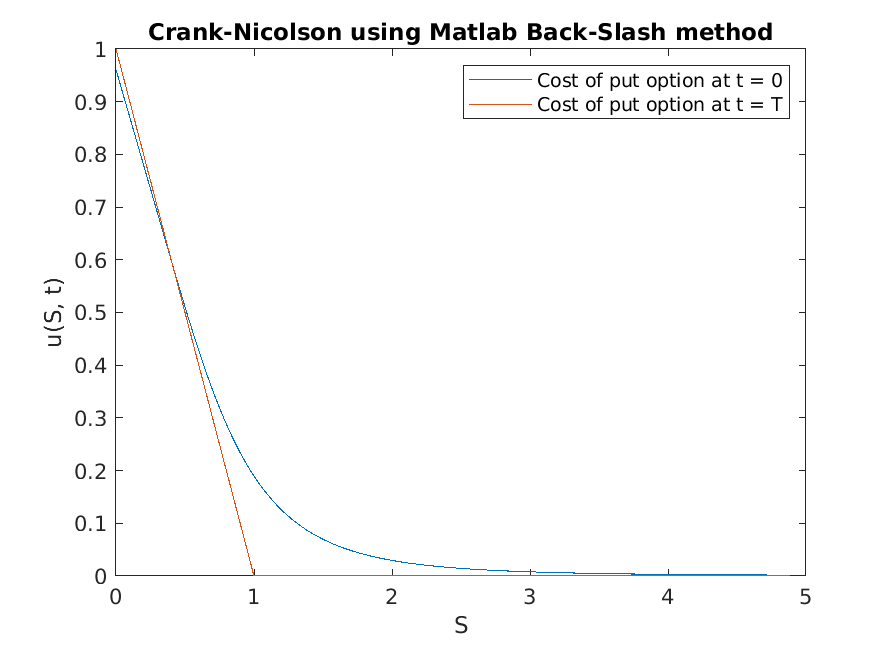 Crank-Nicolson using Matlab Back-Slash method
Cost of put option at t = 0
Cost of put option at t = T
u(S, t)
1
0.9
0.8
0.7
0.6
0.5
0.4
0.3
0.2
0.1
0
0 1 2 3 4 5
S